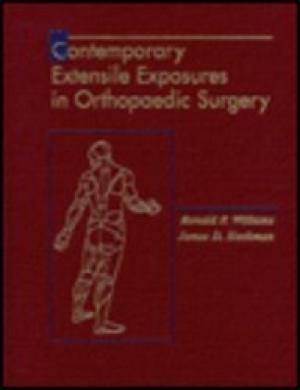 Contemporary
Extensile Exposures
in Orthopaedic Surgery
Ronald P. Williams
James D. Heckman